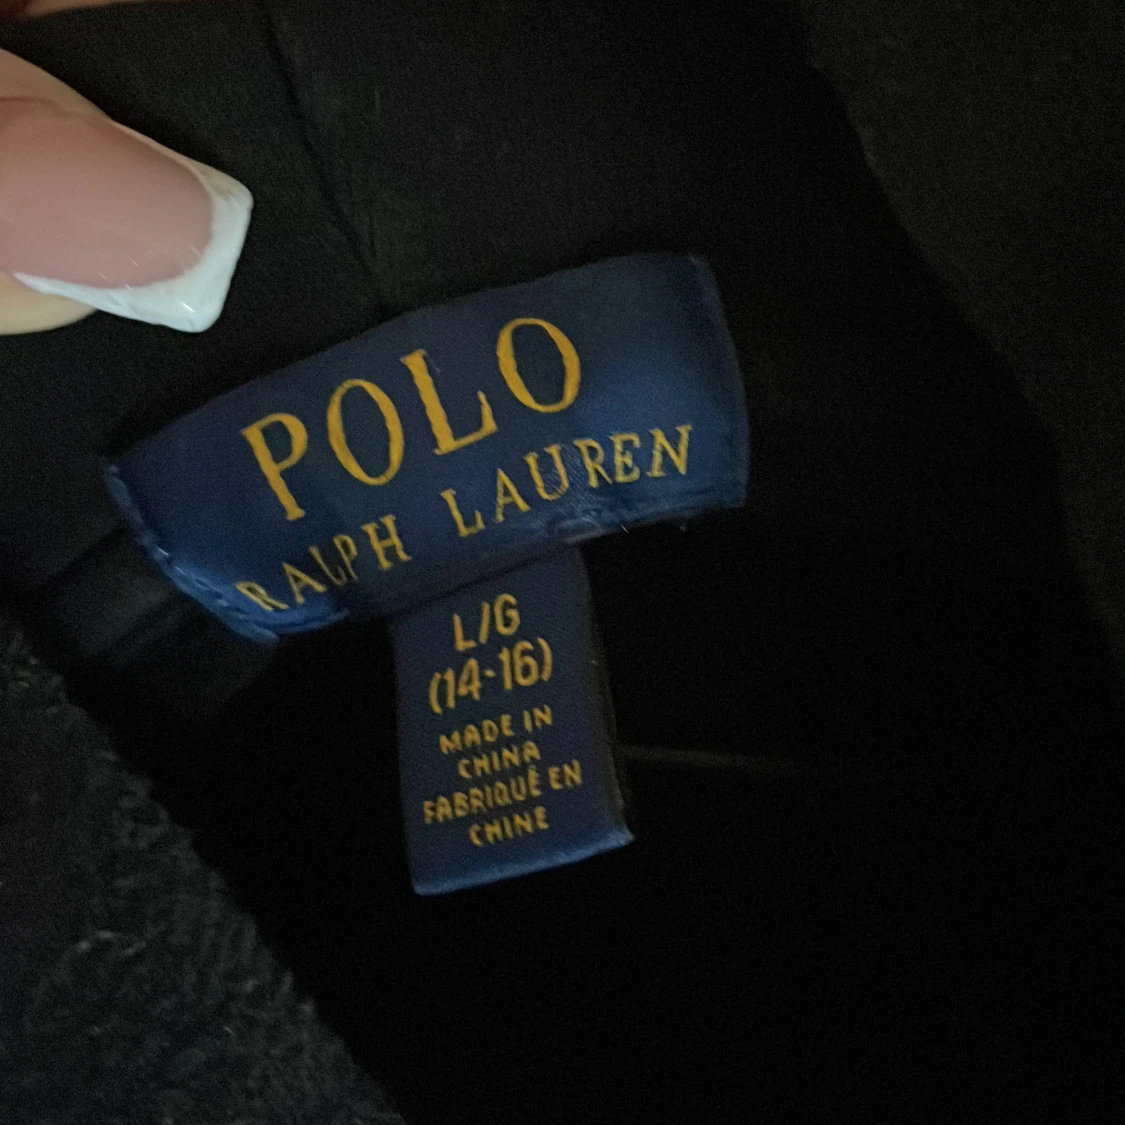 POLO
RALPH LAUREN
L/G
(14-16)
MADE IN
CHINA
FABRIQUÉ EN
CHINE